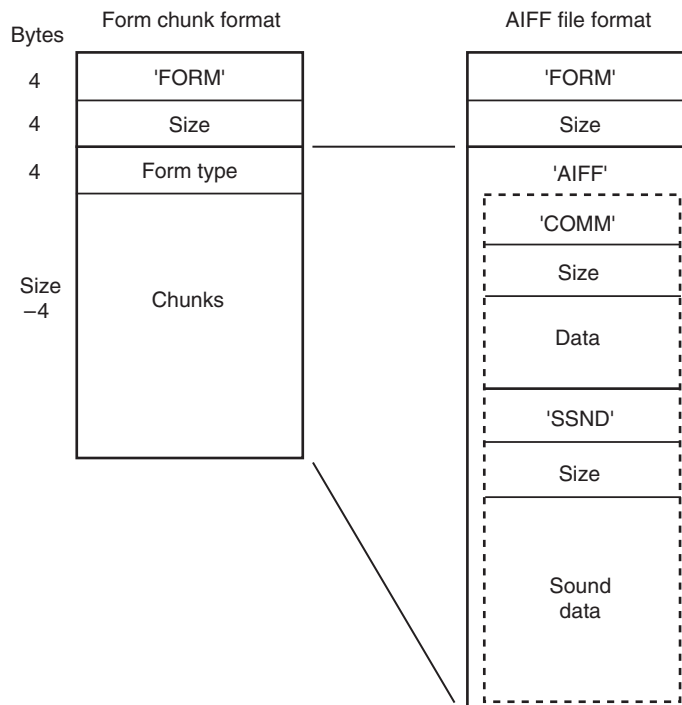 Form chunk format
Bytes
4
'FORM'
4
Size
4
Form type
Size
–4
Chunks
AIFF file format
'FORM'
Size
'AIFF'
'COMM'
Size
Data
'SSND'
Size
Sound
data